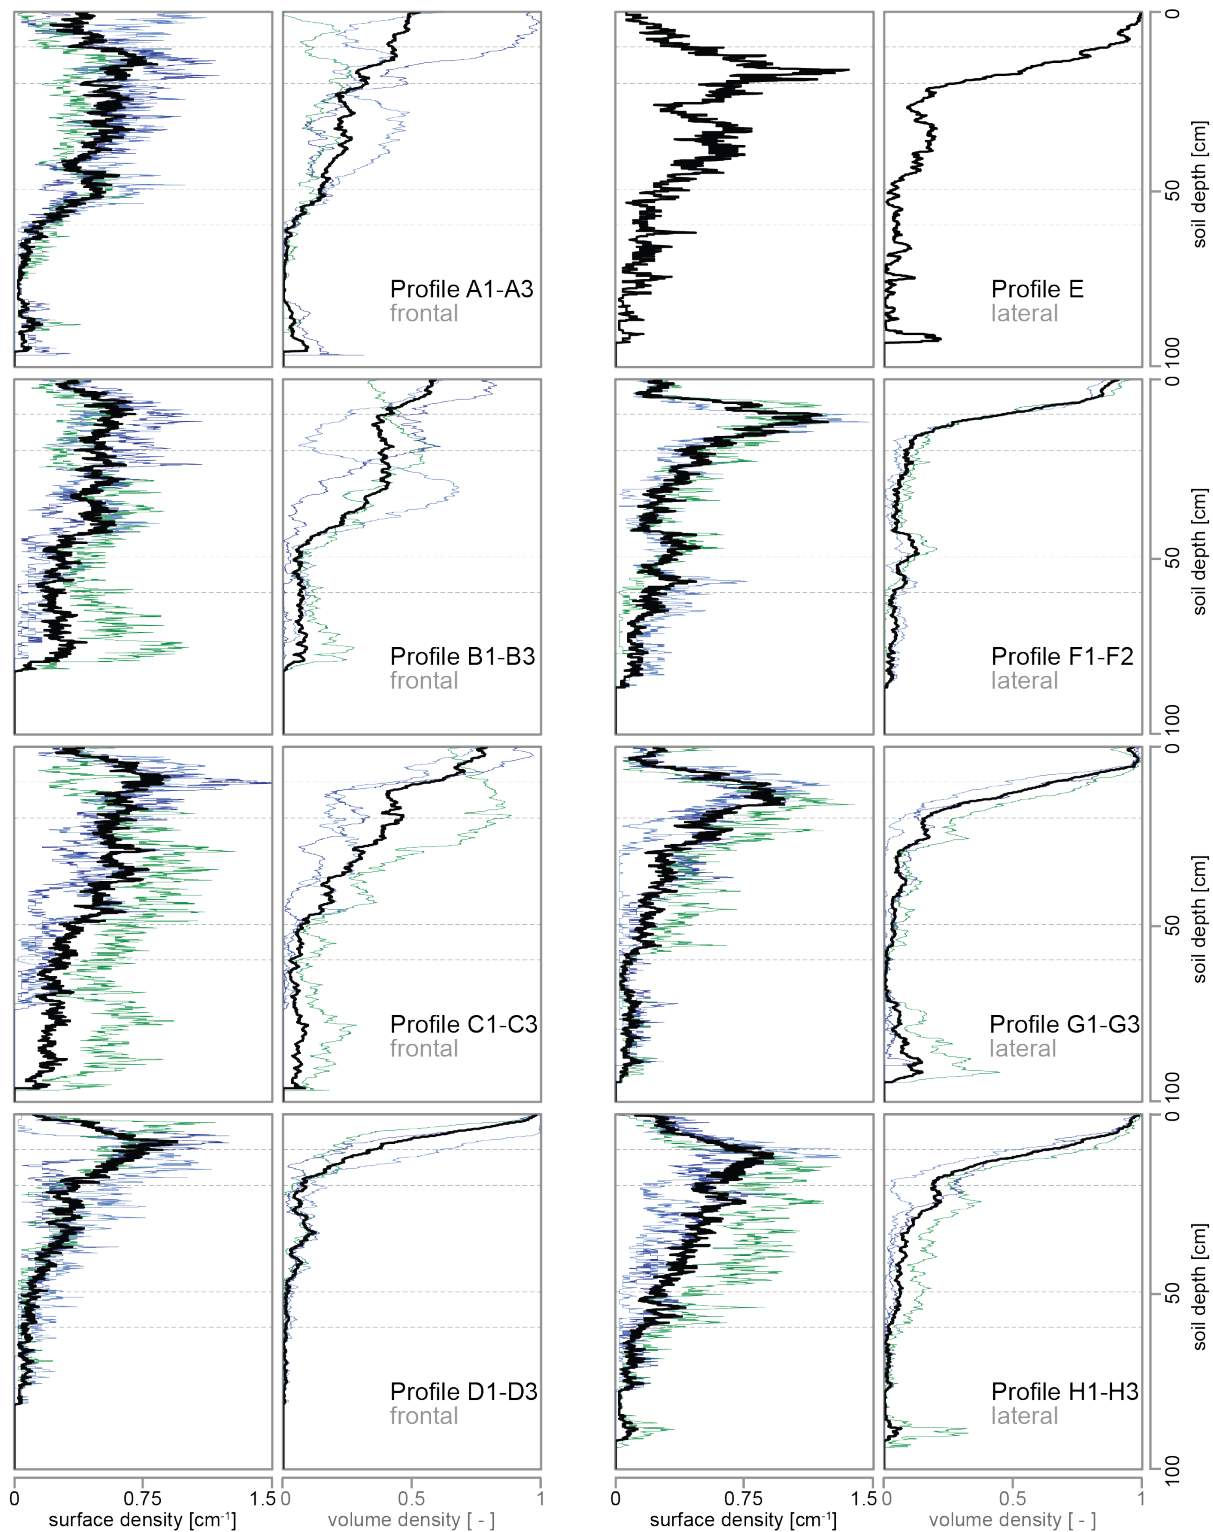 0
50
100
soil depth [cm]
Profile A1-A3
frontal
Profile E
lateral
0
50
100
soil depth [cm]
Profile B1-B3
frontal
Profile F1-F2
lateral
0
50
100
soil depth [cm]
Profile C1-C3
frontal
Profile G1-G3
lateral
0
50
100
soil depth [cm]
Profile D1-D3
frontal
Profile H1-H3
lateral
0 0.75 1.5 0 0.5 1 0 0.75 1.5 0 0.5 1
surface density [cm⁻¹] volume density [ - ] surface density [cm⁻¹] volume density [ - ]